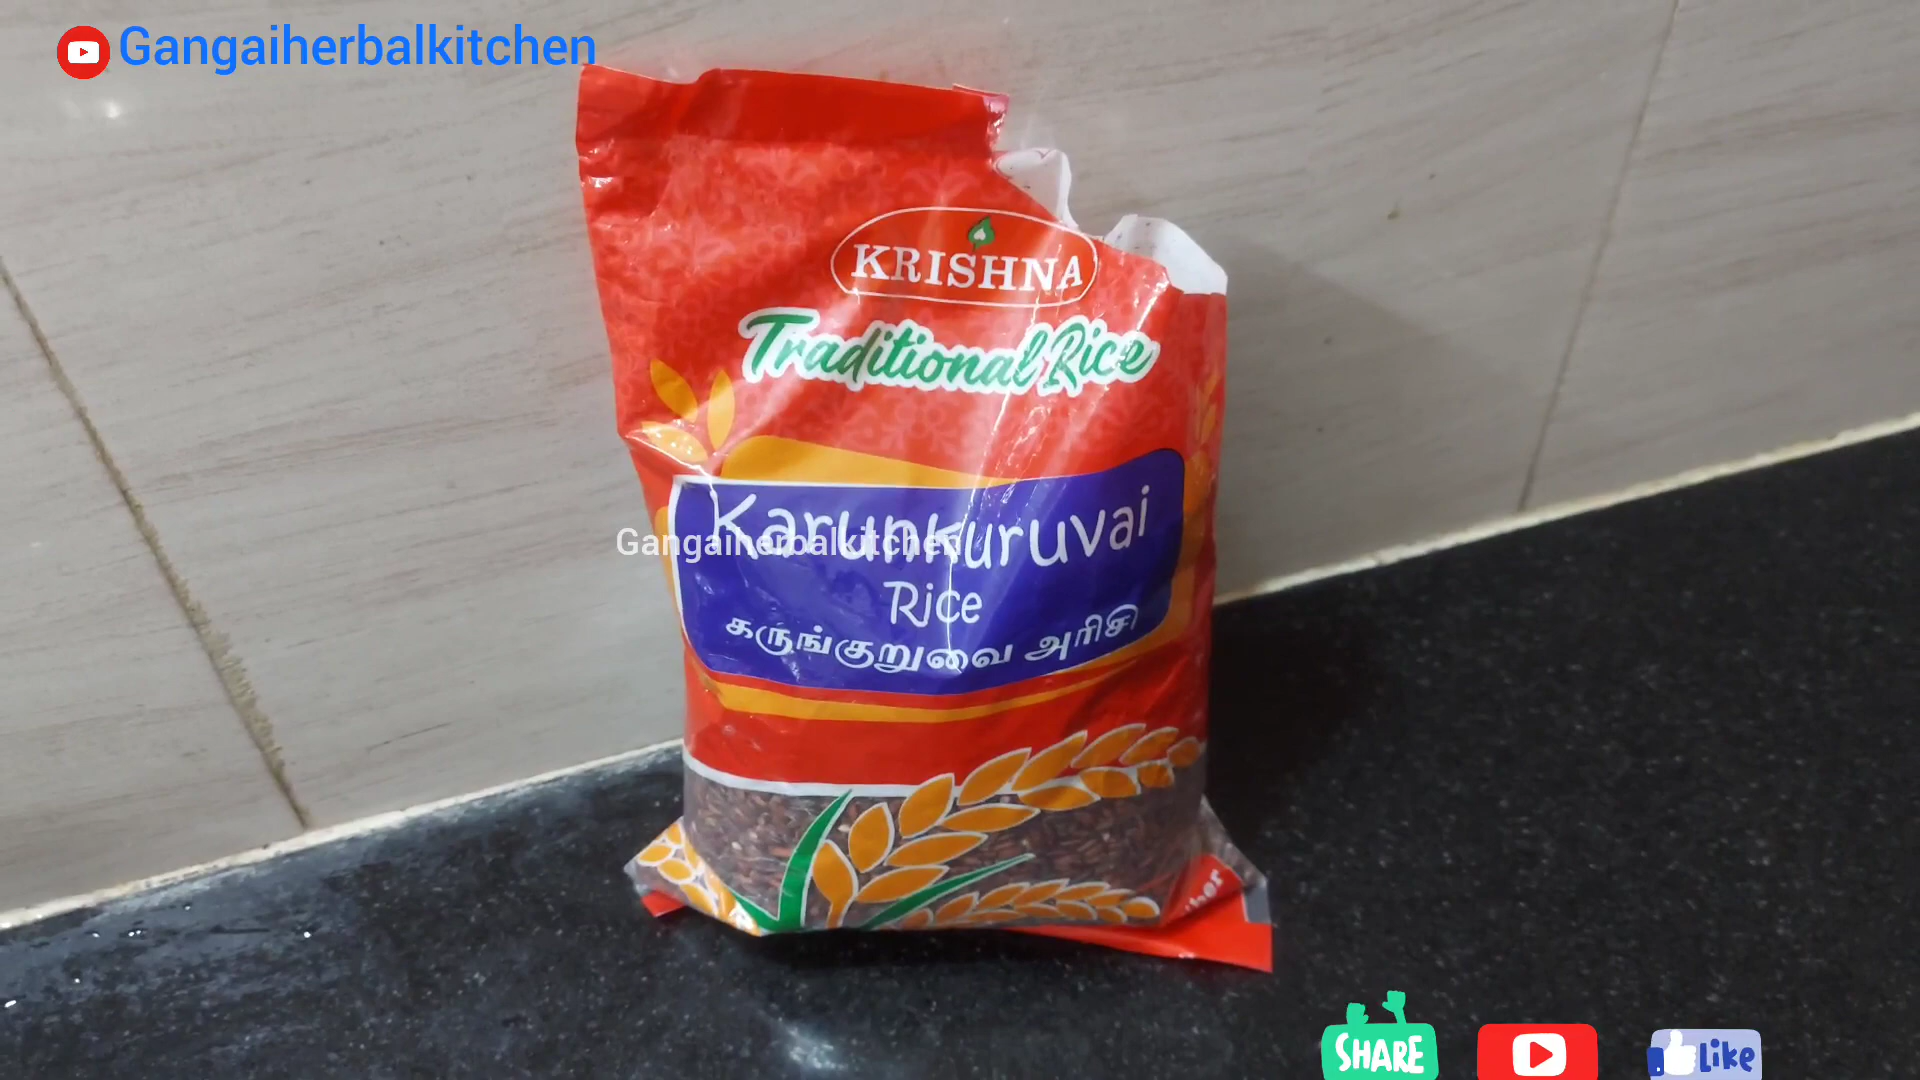 Gangaiherbalkitchen
KRISHNA
Traditional Rice
Karunkuruvai
Gangaiherbalkitchen
Rice
கருங்குறுவை அரிசி
SHARE
Like